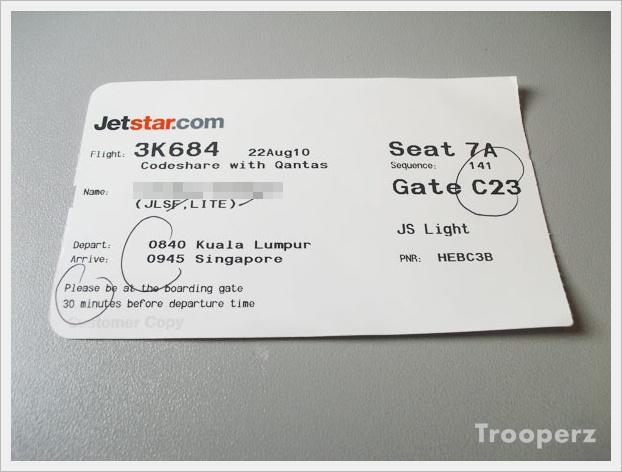 Jetstar.com
Flight: 3K684 22Aug10
Codeshare with Qantas
Name:
(JLSF,LITE)
Depart: 0840 Kuala Lumpur
Arrive: 0945 Singapore
Please be at the boarding gate
30 minutes before departure time
Customer Copy
Seat 7A
Sequence: 141
Gate C23
JS Light
PNR: HEBC3B
Trooperz